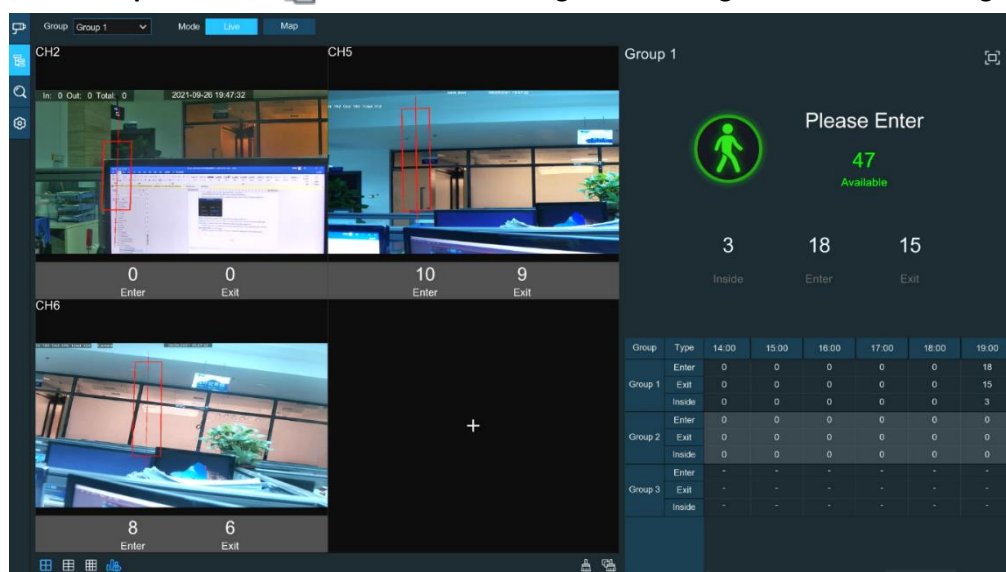 Group Group 1 Mode Live Map
CH2
In: 0 Out: 0 Total: 0 2021-09-26 19:47:32
0 0
Enter Exit
CH5
10 9
Enter Exit
CH6
8 6
Enter Exit
+
Group 1
Please Enter
47
Available
3 18 15
Inside Enter Exit
Group Type 14:00 15:00 16:00 17:00 18:00 19:00
Enter 0 0 0 0 0 18
Group 1 Exit 0 0 0 0 0 15
Inside 0 0 0 0 0 3
Enter 0 0 0 0 0 0
Group 2 Exit 0 0 0 0 0 0
Inside 0 0 0 0 0 0
Enter - - - - - -
Group 3 Exit - - - - - -
Inside - - - - - -